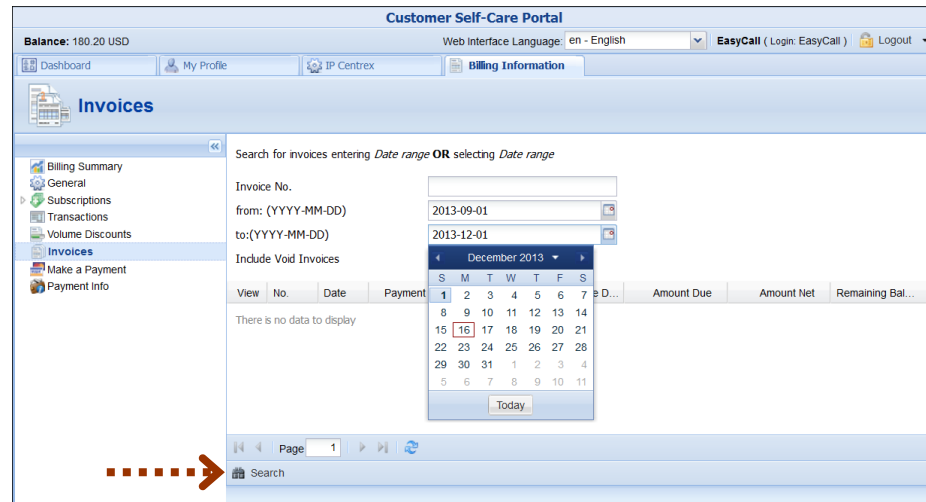 Customer Self-Care Portal
Balance: 180.20 USD Web Interface Language: en - English EasyCall ( Login: EasyCall ) Logout
Dashboard My Profile IP Centrex Billing Information
Invoices
Search for invoices entering Date range OR selecting Date range
Billing Summary
General
Subscriptions
Transactions
Volume Discounts
Invoices
Make a Payment
Payment Info
Invoice No.
from: (YYYY-MM-DD) 2013-09-01
to:(YYYY-MM-DD) 2013-12-01
Include Void Invoices
December 2013
S M T W T F S
1 2 3 4 5 6 7
8 9 10 11 12 13 14
15 16 17 18 19 20 21
22 23 24 25 26 27 28
29 30 31 1 2 3 4
5 6 7 8 9 10 11
Today
View No. Date Payment D... Amount Due Amount Net Remaining Bal...
There is no data to display
Page 1
Search